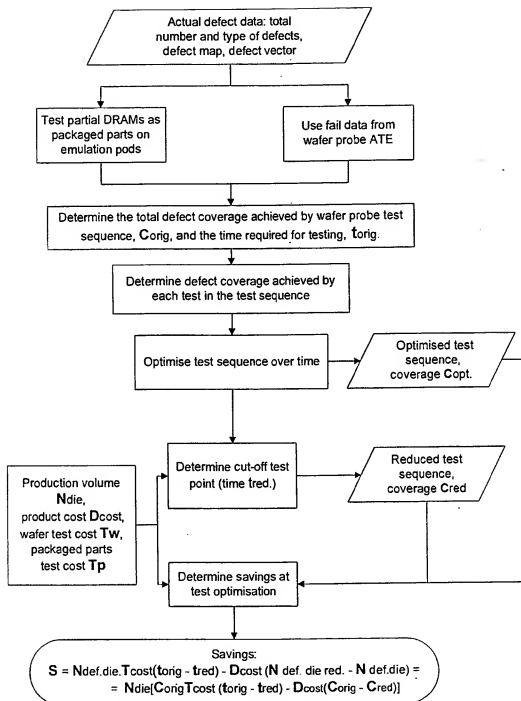 Actual defect data: total
number and type of defects,
defect map, defect vector
Test partial DRAMs as
packaged parts on
emulation pods
Use fail data from
wafer probe ATE
Determine the total defect coverage achieved by wafer probe test
sequence, Corig, and the time required for testing, torig.
Determine defect coverage achieved by
each test in the test sequence
Optimise test sequence over time
Optimised test
sequence,
coverage Copt.
Production volume
Ndie,
product cost Dcost,
wafer test cost Tw,
packaged parts
test cost Tp
Determine cut-off test
point (time tred.)
Reduced test
sequence,
coverage Cred
Determine savings at
test optimisation
Savings:
S = Ndef.die.Tcost(torig - tred) - Dcost (N def. die red. - N def.die) =
= Ndie[CorigTcost (torig - tred) - Dcost(Corig - Cred)]